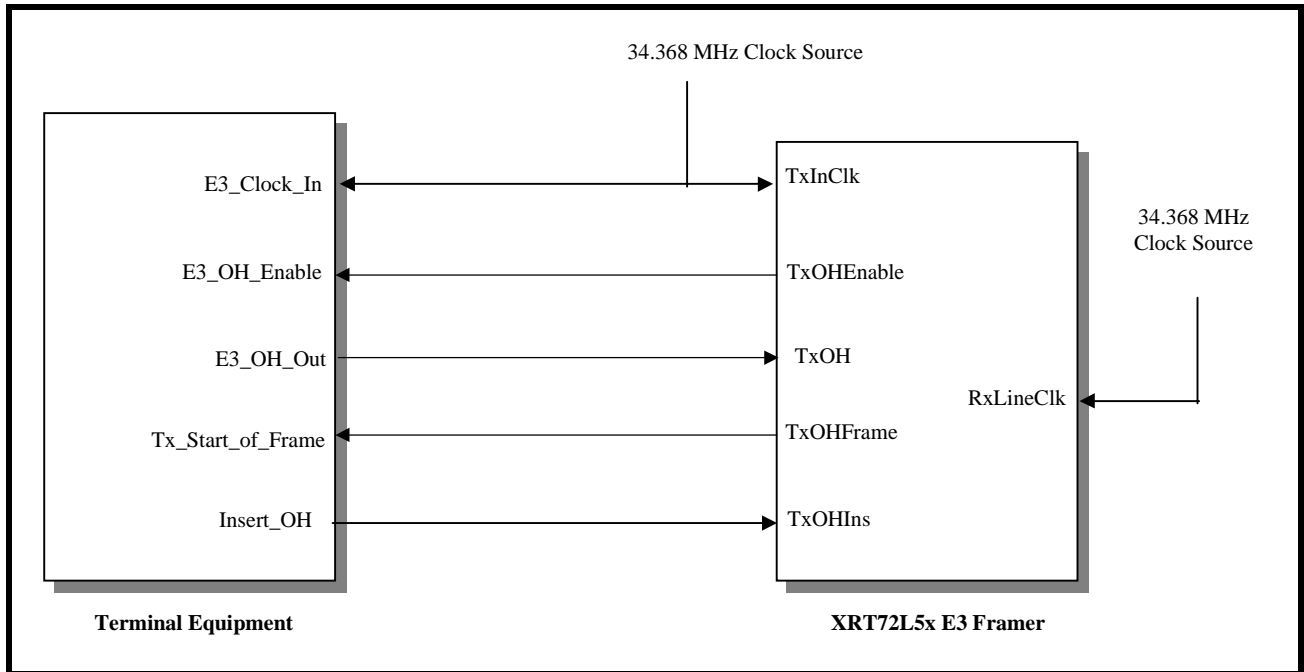 34.368 MHz Clock Source
E3_Clock_In
TxInClk
34.368 MHz
Clock Source
E3_OH_Enable
TxOHEnable
E3_OH_Out
TxOH
RxLineClk
Tx_Start_of_Frame
TxOHFrame
Insert_OH
TxOHIns
Terminal Equipment
XRT72L5x E3 Framer